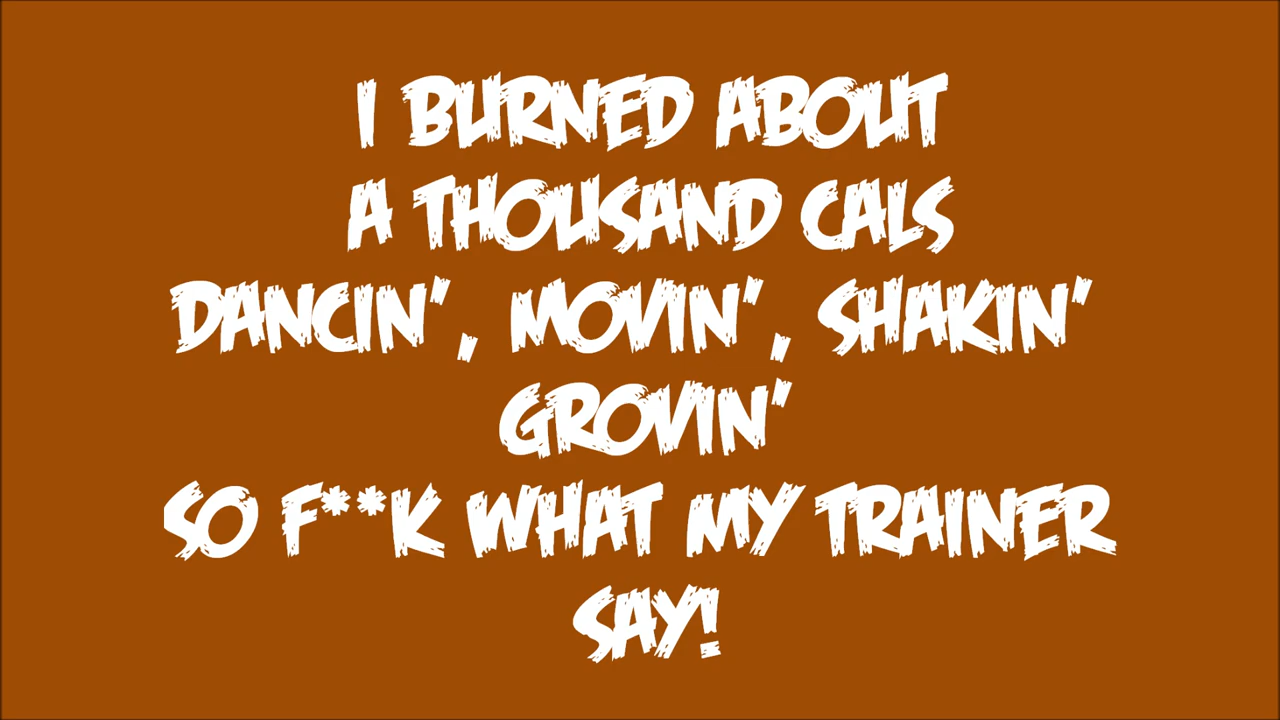 I BURNED ABOUT
A THOUSAND CALS
DANCIN', MOVIN', SHAKIN'
GROVIN'
SO F**K WHAT MY TRAINER
SAY!